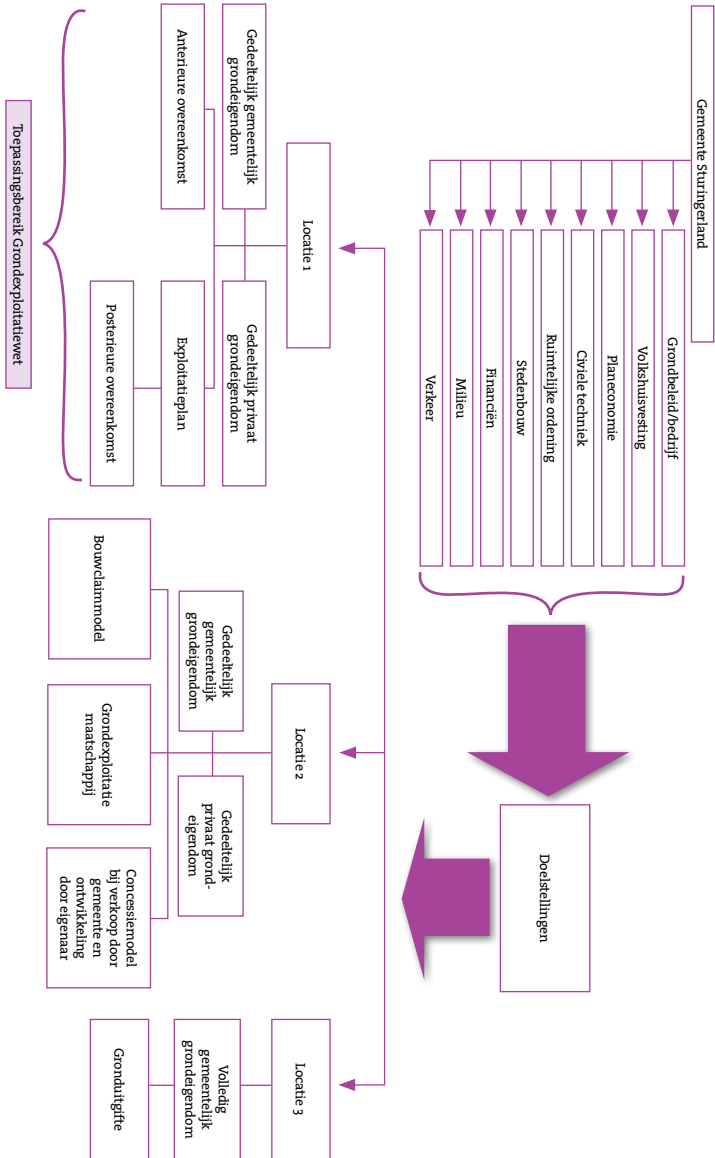 Gemeente Sturingerland
Grondbeleid/bedrijf
Volkshuisvesting
Planeconomie
Civiele techniek
Ruimtelijke ordening
Stedenbouw
Financiën
Milieu
Verkeer
Doelstellingen
Locatie 1
Gedeeltelijk gemeentelijk
grondeigendom
Gedeeltelijk privaat
grondeigendom
Anterieure overeenkomst
Exploitatieplan
Posterieure overeenkomst
Toepassingsbereik Grondexploitatiewet
Locatie 2
Gedeeltelijk
gemeentelijk
grondeigendom
Gedeeltelijk
privaat grond-
eigendom
Bouwclaimmodel
Grondexploitatie
maatschappij
Concessiemodel
bij verkoop door
gemeente en
ontwikkeling
door eigenaar
Locatie 3
Volledig
gemeentelijk
grondeigendom
Gronduitgifte